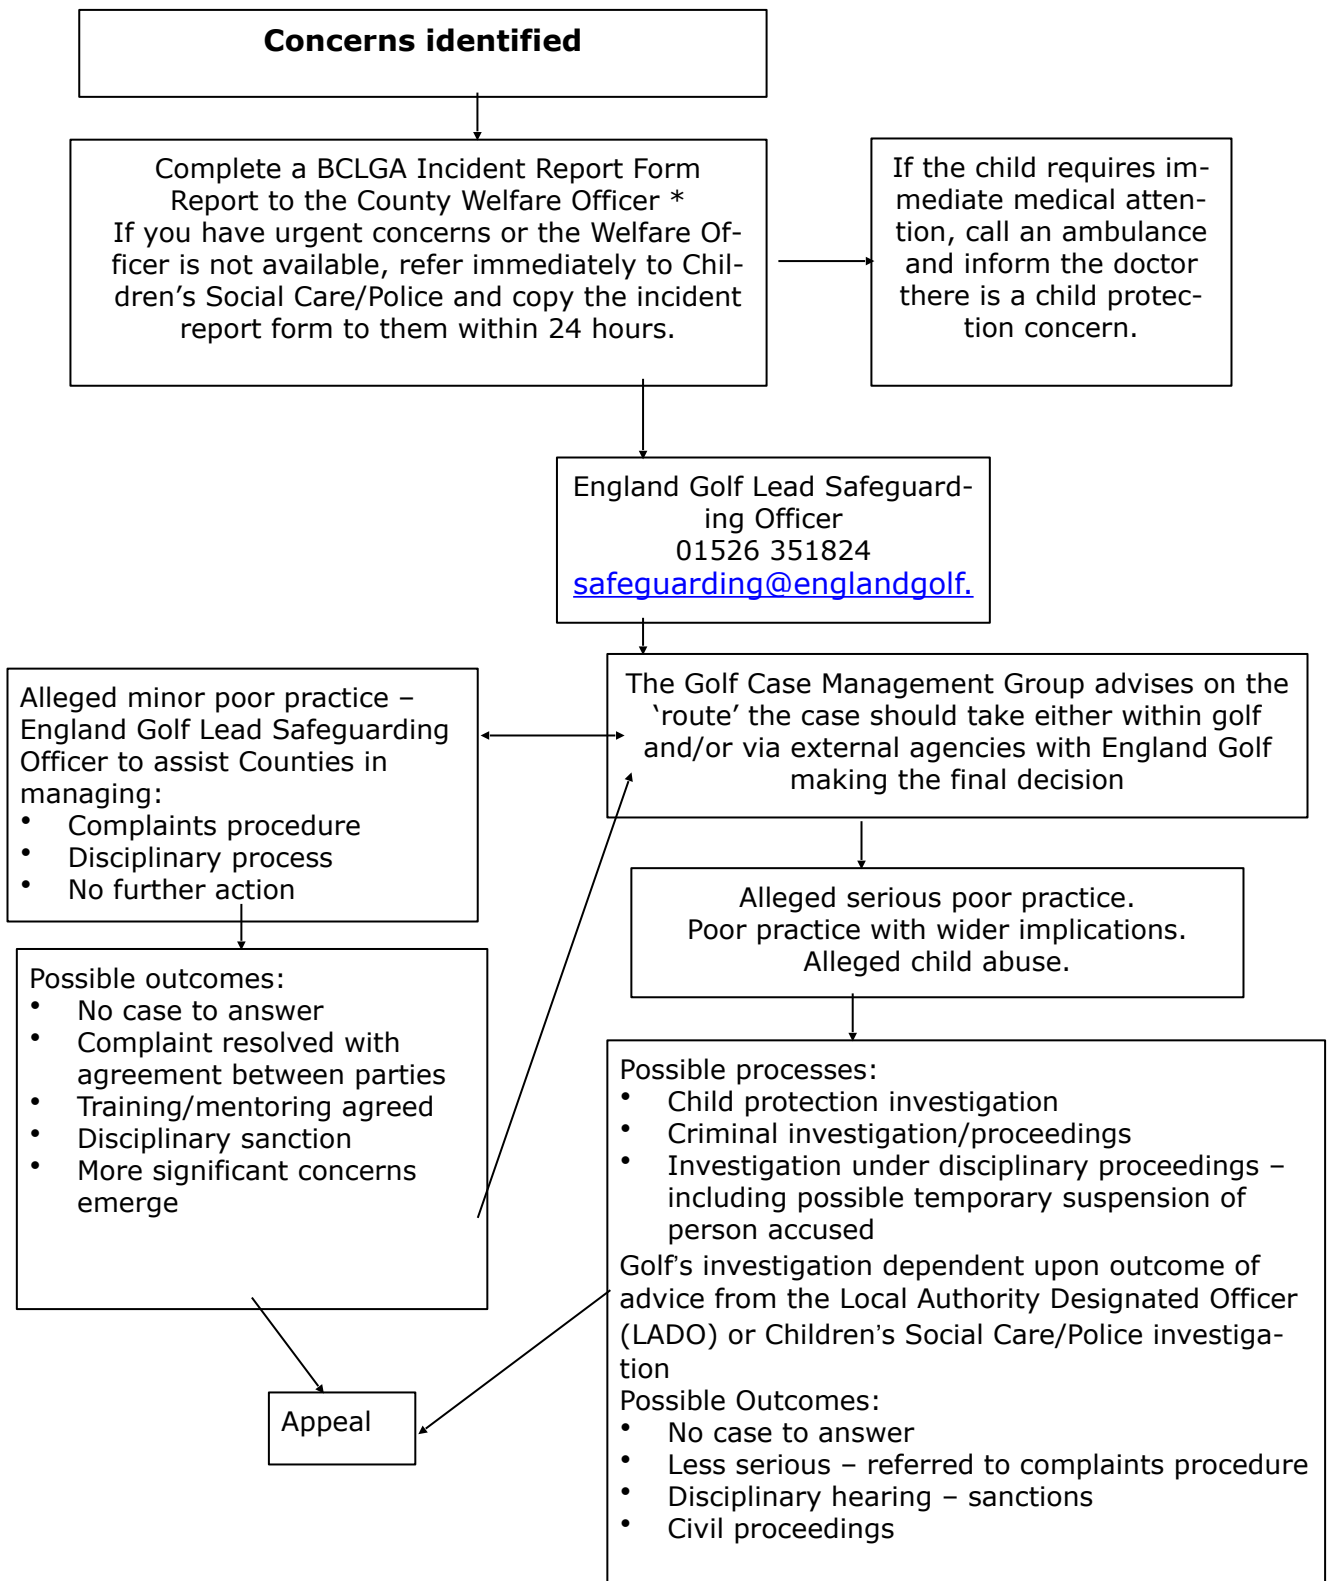 Concerns identified
Complete a BCLGA Incident Report Form
Report to the County Welfare Officer *
If you have urgent concerns or the Welfare Of-
ficer is not available, refer immediately to Chil-
dren's Social Care/Police and copy the incident
report form to them within 24 hours.
If the child requires im-
mediate medical atten-
tion, call an ambulance
and inform the doctor
there is a child protec-
tion concern.
England Golf Lead Safeguard-
ing Officer
01526 351824
safeguarding@englandgolf.
Alleged minor poor practice –
England Golf Lead Safeguarding
Officer to assist Counties in
managing:
• Complaints procedure
• Disciplinary process
• No further action
The Golf Case Management Group advises on the
‘route’ the case should take either within golf
and/or via external agencies with England Golf
making the final decision
Alleged serious poor practice.
Poor practice with wider implications.
Alleged child abuse.
Possible outcomes:
• No case to answer
• Complaint resolved with
agreement between parties
• Training/mentoring agreed
• Disciplinary sanction
• More significant concerns
emerge
Possible processes:
• Child protection investigation
• Criminal investigation/proceedings
• Investigation under disciplinary proceedings –
including possible temporary suspension of
person accused
Golf’s investigation dependent upon outcome of
advice from the Local Authority Designated Officer
(LADO) or Children’s Social Care/Police investiga-
tion
Possible Outcomes:
• No case to answer
• Less serious – referred to complaints procedure
• Disciplinary hearing – sanctions
• Civil proceedings
Appeal